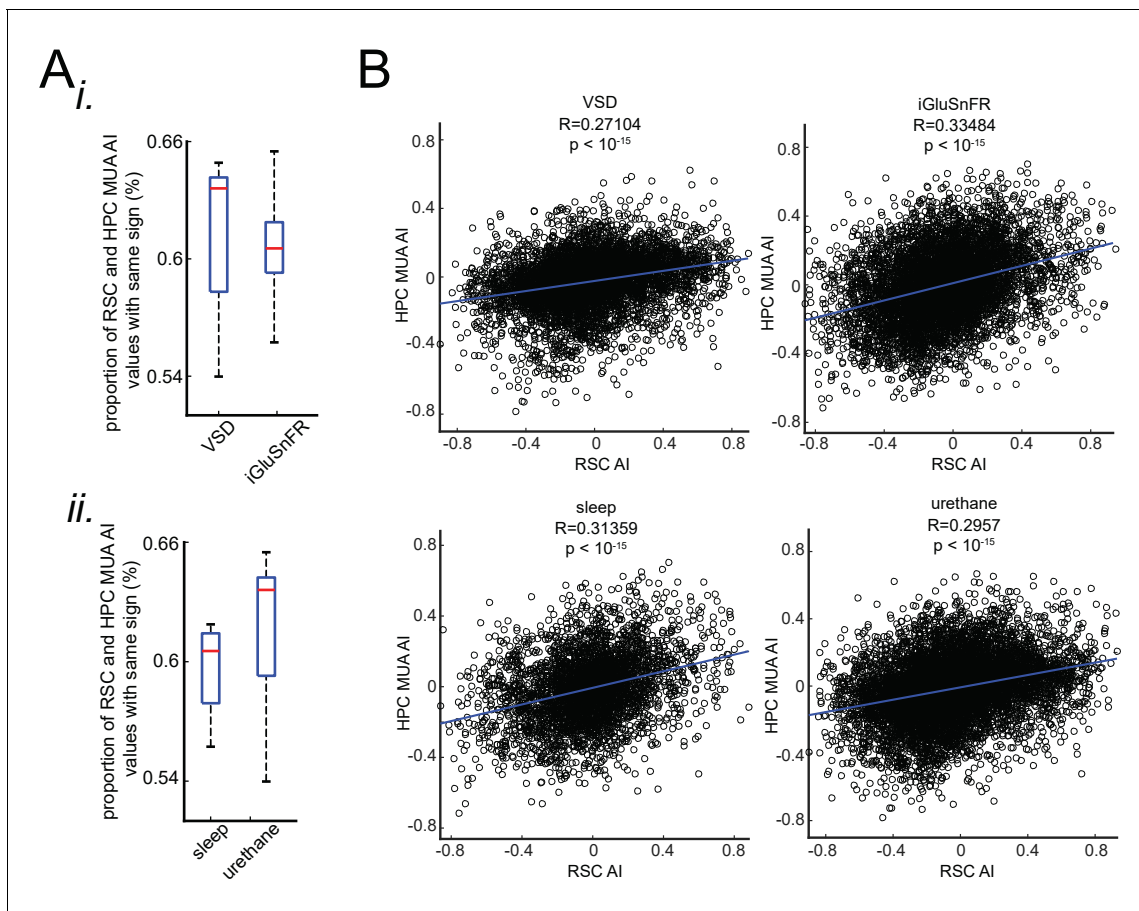 A
i.
proportion of RSC and HPC MUA AI
values with same sign (%)
0.66
0.6
0.54
VSD
iGluSnFR
ii.
proportion of RSC and HPC MUA AI
values with same sign (%)
0.66
0.6
0.54
sleep
urethane
B
VSD
R=0.27104
p < 10⁻¹⁵
HPC MUA AI
0.8
0.4
0
-0.4
-0.8
-0.8 -0.4 0 0.4 0.8
RSC AI
iGluSnFR
R=0.33484
p < 10⁻¹⁵
HPC MUA AI
0.8
0.4
0
-0.4
-0.8
-0.8 -0.4 0 0.4 0.8
RSC AI
sleep
R=0.31359
p < 10⁻¹⁵
HPC MUA AI
0.8
0.4
0
-0.4
-0.8
-0.8 -0.4 0 0.4 0.8
RSC AI
urethane
R=0.2957
p < 10⁻¹⁵
HPC MUA AI
0.8
0.4
0
-0.4
-0.8
-0.8 -0.4 0 0.4 0.8
RSC AI